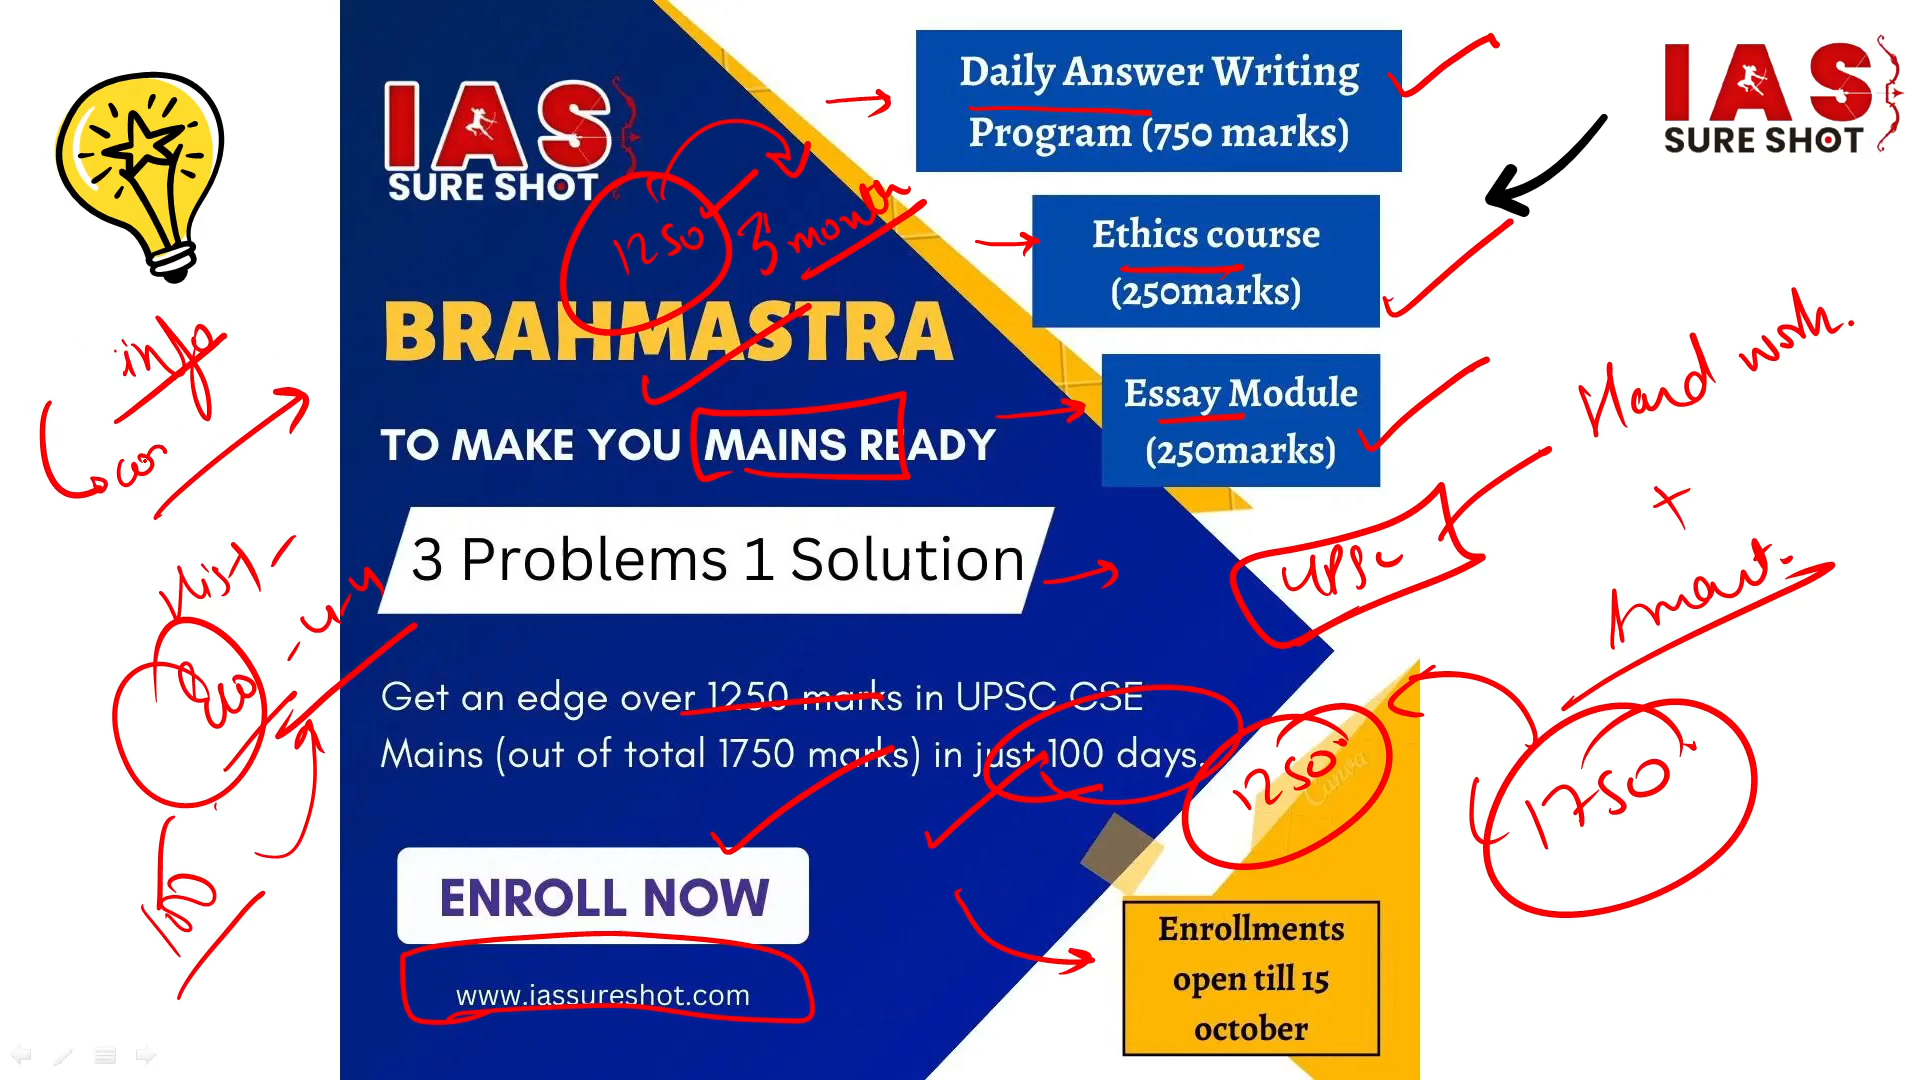 IAS
SURE SHOT
Daily Answer Writing
Program (750 marks)
IAS
SURE SHOT
1250
3 month
Ethics course
(250marks)
BRAHMASTRA
info
Essay Module
(250marks)
Hard work.
TO MAKE YOU MAINS READY
+
3 Problems 1 Solution
UPSC
Smart.
Get an edge over 1250 marks in UPSC CSE
Mains (out of total 1750 marks) in just 100 days.
1250
1750
Canva
100
ENROLL NOW
www.iassureshot.com
Enrollments
open till 15
october